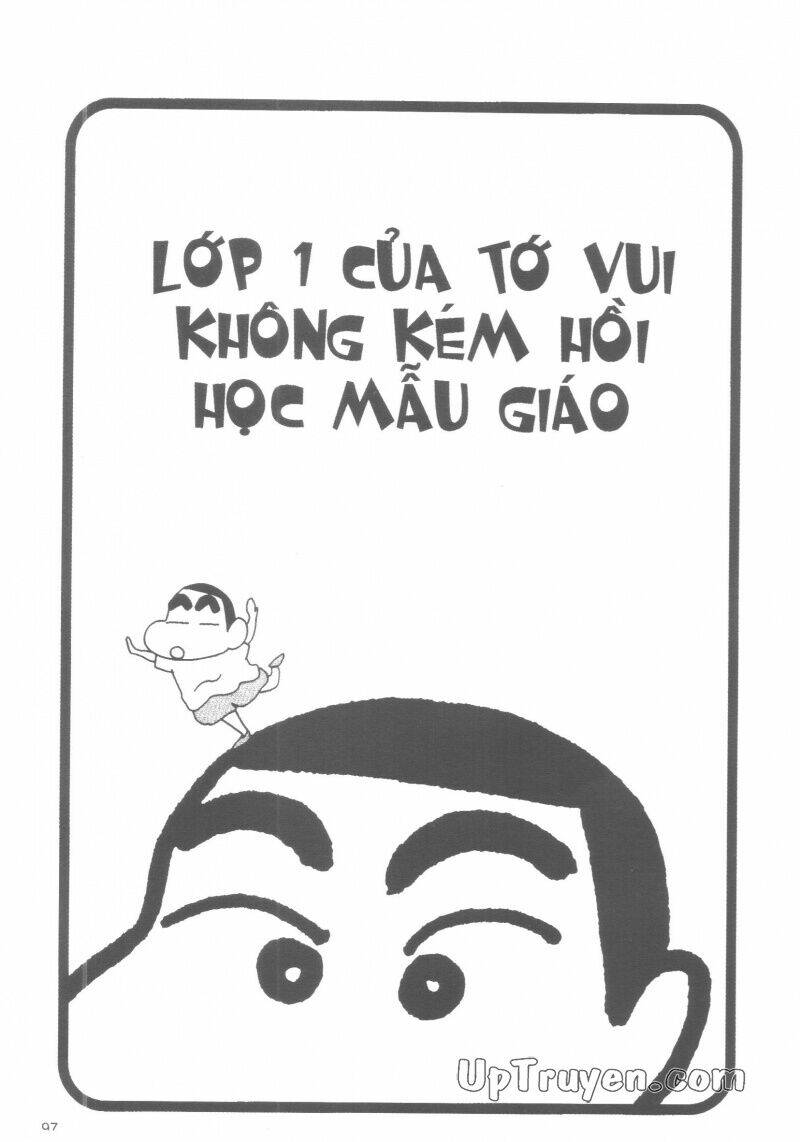 LỚP 1 CỦA TỚ VUI
KHÔNG KÉM HỒI
HỌC MẪU GIÁO
UpTruyen.com
97